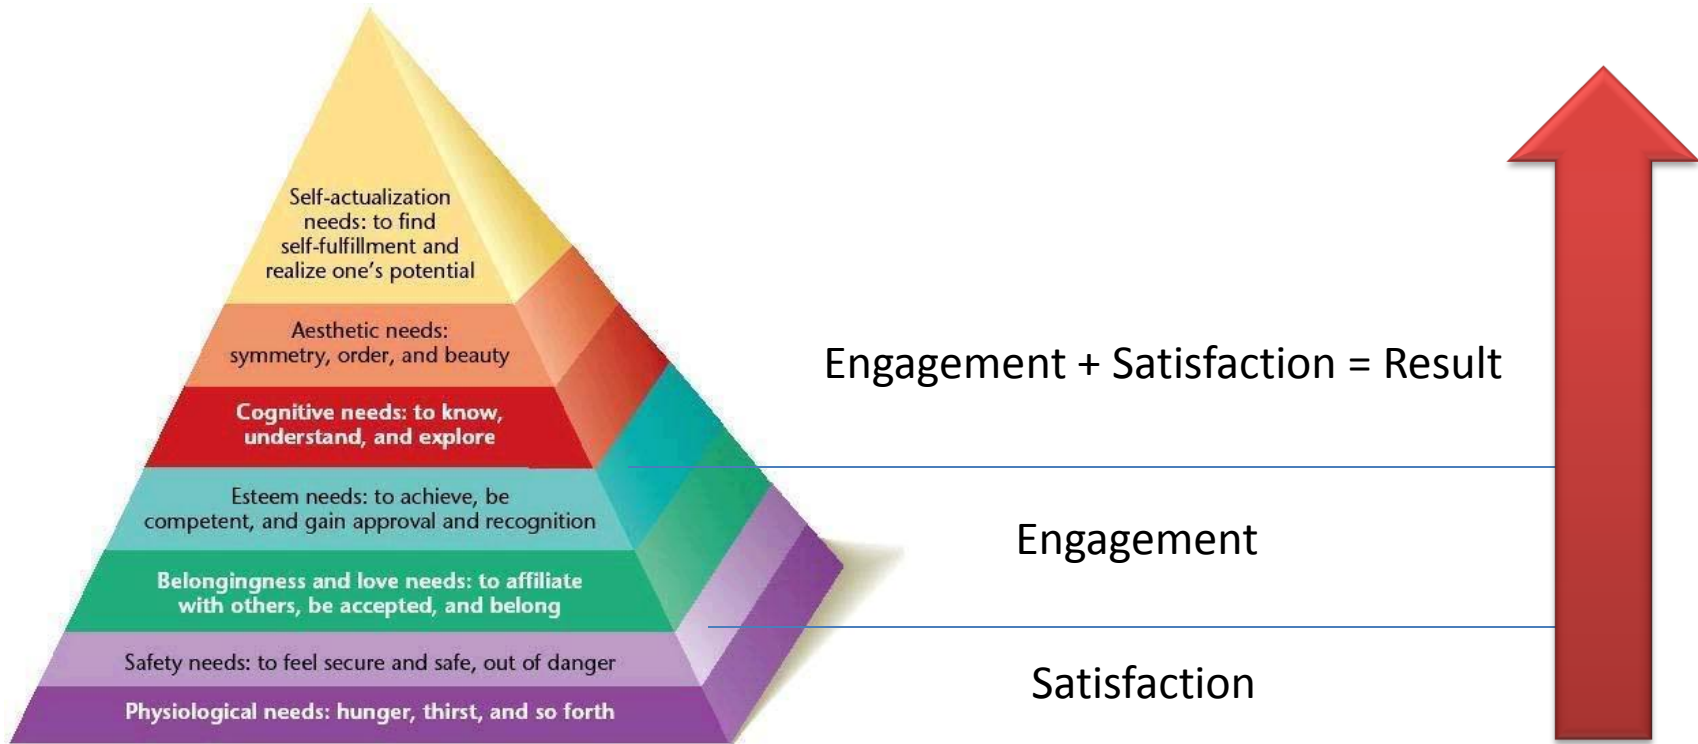 Self-actualization
needs: to find
self-fulfillment and
realize one's potential
Aesthetic needs:
symmetry, order, and beauty
Cognitive needs: to know,
understand, and explore
Esteem needs: to achieve, be
competent, and gain approval and recognition
Belongingness and love needs: to affiliate
with others, be accepted, and belong
Safety needs: to feel secure and safe, out of danger
Physiological needs: hunger, thirst, and so forth
Engagement + Satisfaction = Result
Engagement
Satisfaction